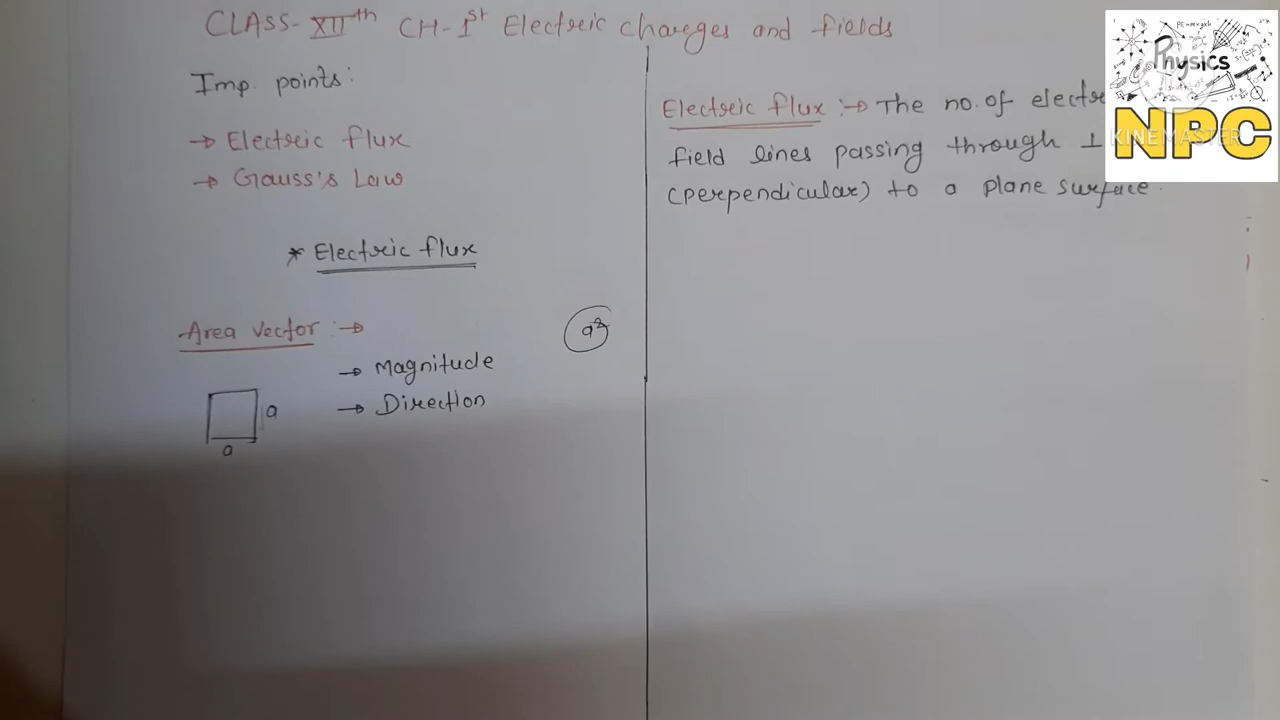 CLASS-XIIth CH-1st Electric charges and fields
Imp. points:
→ Electric flux
→ Gauss's Law
* Electric flux
Area vector :→
→ Magnitude
→ Direction
a
a
a²
Electric flux :→ The no. of electr
field lines passing through ⊥
(perpendicular) to a plane surface.
Physics
NPC
KINEMASTER